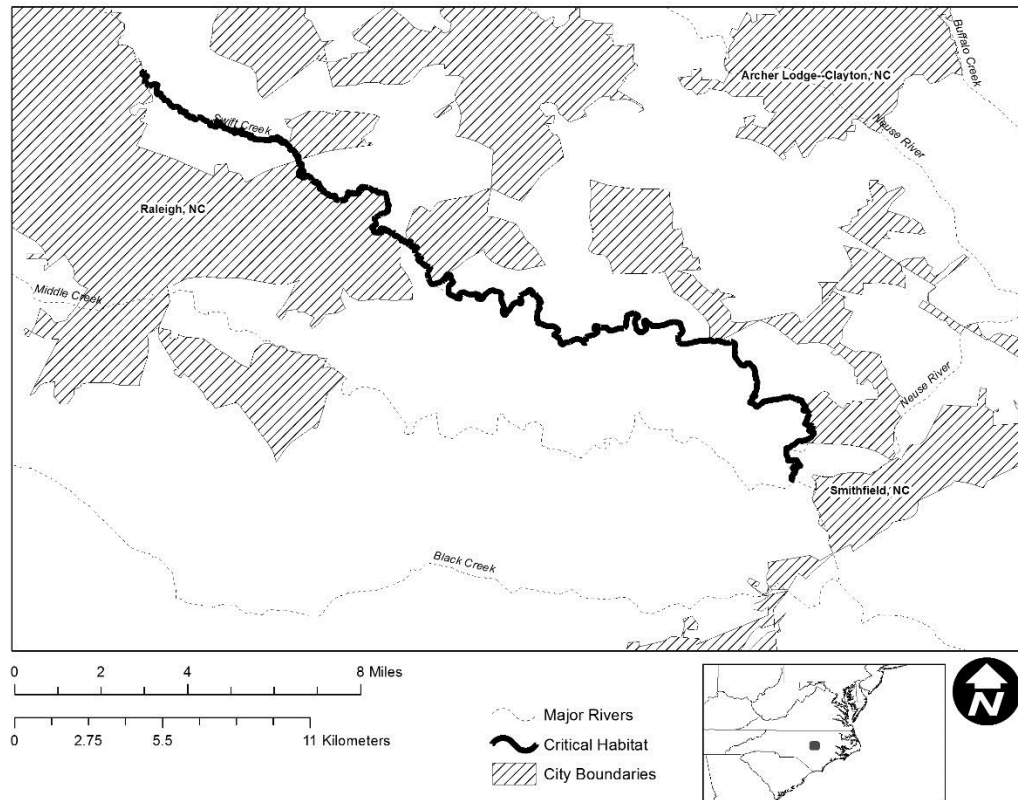 Buffalo Creek
Archer Lodge--Clayton, NC
Swift Creek
Neuse River
Raleigh, NC
Middle Creek
Neuse River
Smithfield, NC
Black Creek
0 2 4 8 Miles
0 2.75 5.5 11 Kilometers
Major Rivers
Critical Habitat
City Boundaries
N